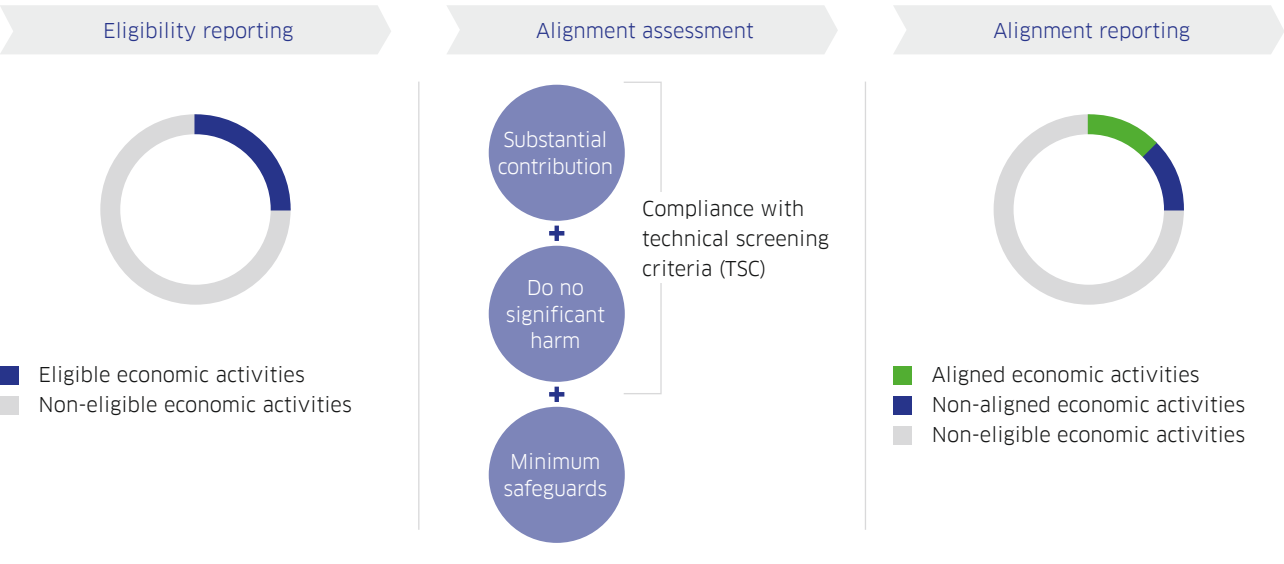 Eligibility reporting
Alignment assessment
Alignment reporting
Eligible economic activities
Non-eligible economic activities
Substantial
contribution
+
Do no
significant
harm
+
Minimum
safeguards
Compliance with
technical screening
criteria (TSC)
Aligned economic activities
Non-aligned economic activities
Non-eligible economic activities